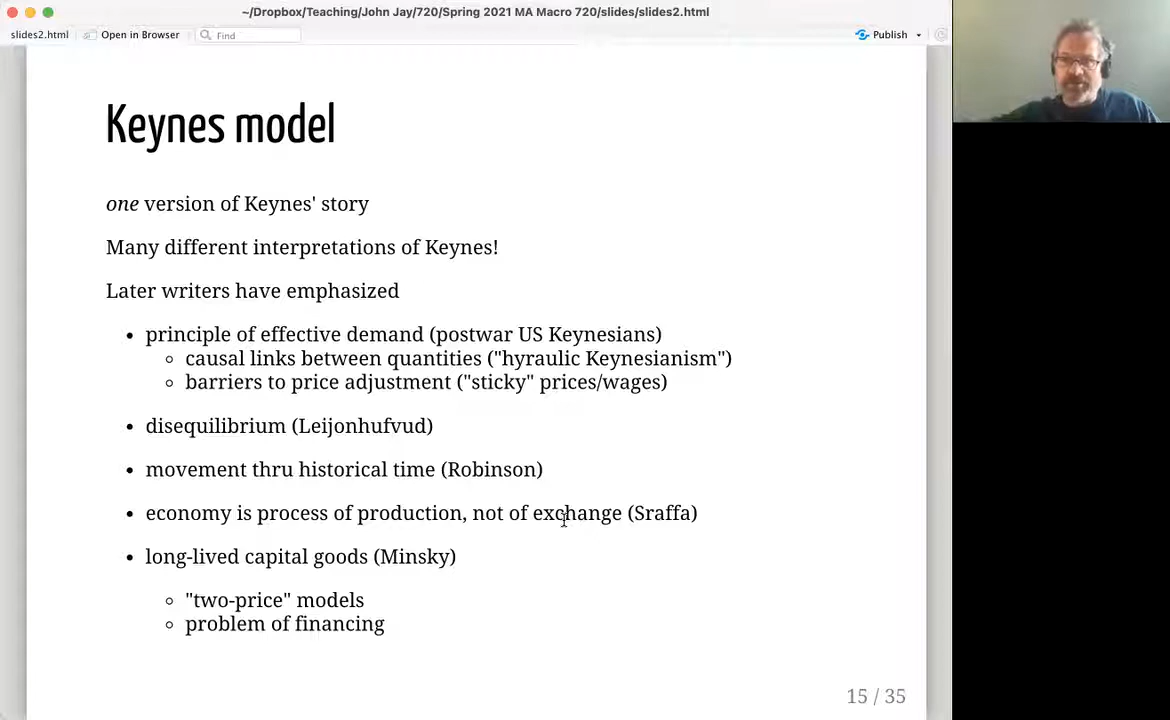 ~/Dropbox/Teaching/John Jay/720/Spring 2021 MA Macro 720/slides/slides2.html
slides2.html Open in Browser Find Publish
Keynes model
one version of Keynes' story
Many different interpretations of Keynes!
Later writers have emphasized
principle of effective demand (postwar US Keynesians)
causal links between quantities ("hyraulic Keynesianism")
barriers to price adjustment ("sticky" prices/wages)
disequilibrium (Leijonhufvud)
movement thru historical time (Robinson)
economy is process of production, not of exchange (Sraffa)
long-lived capital goods (Minsky)
"two-price" models
problem of financing
15 / 35